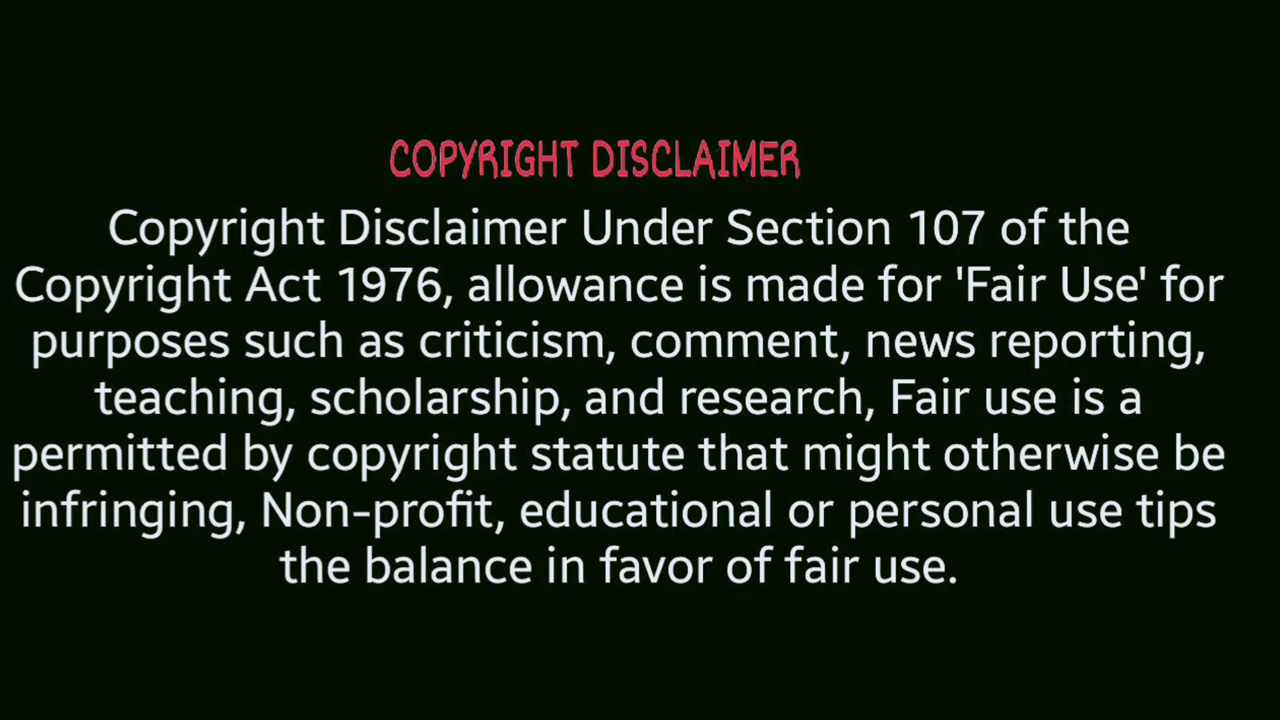 COPYRIGHT DISCLAIMER
Copyright Disclaimer Under Section 107 of the
Copyright Act 1976, allowance is made for 'Fair Use' for
purposes such as criticism, comment, news reporting,
teaching, scholarship, and research, Fair use is a
permitted by copyright statute that might otherwise be
infringing, Non-profit, educational or personal use tips
the balance in favor of fair use.